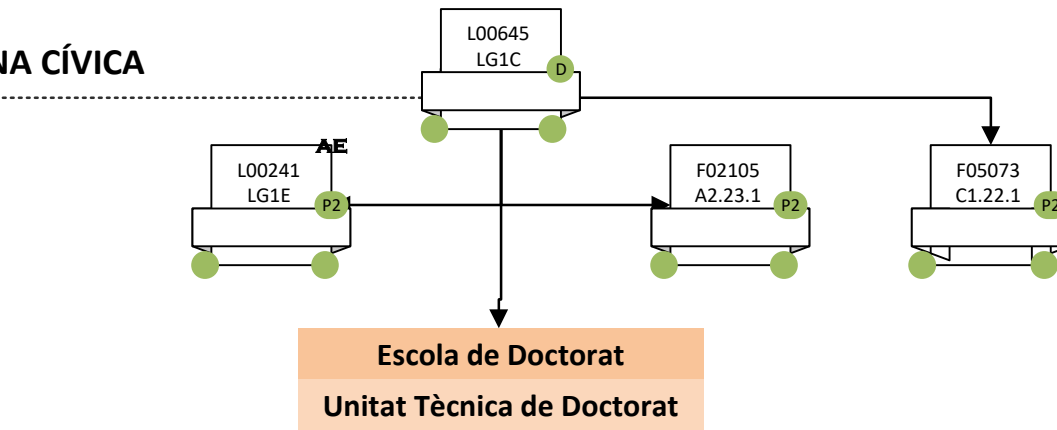 L00645
LG1C
D
NA CÍVICA
AE
L00241
LG1E
P2
F02105
A2.23.1
P2
F05073
C1.22.1
P2
Escola de Doctorat
Unitat Tècnica de Doctorat